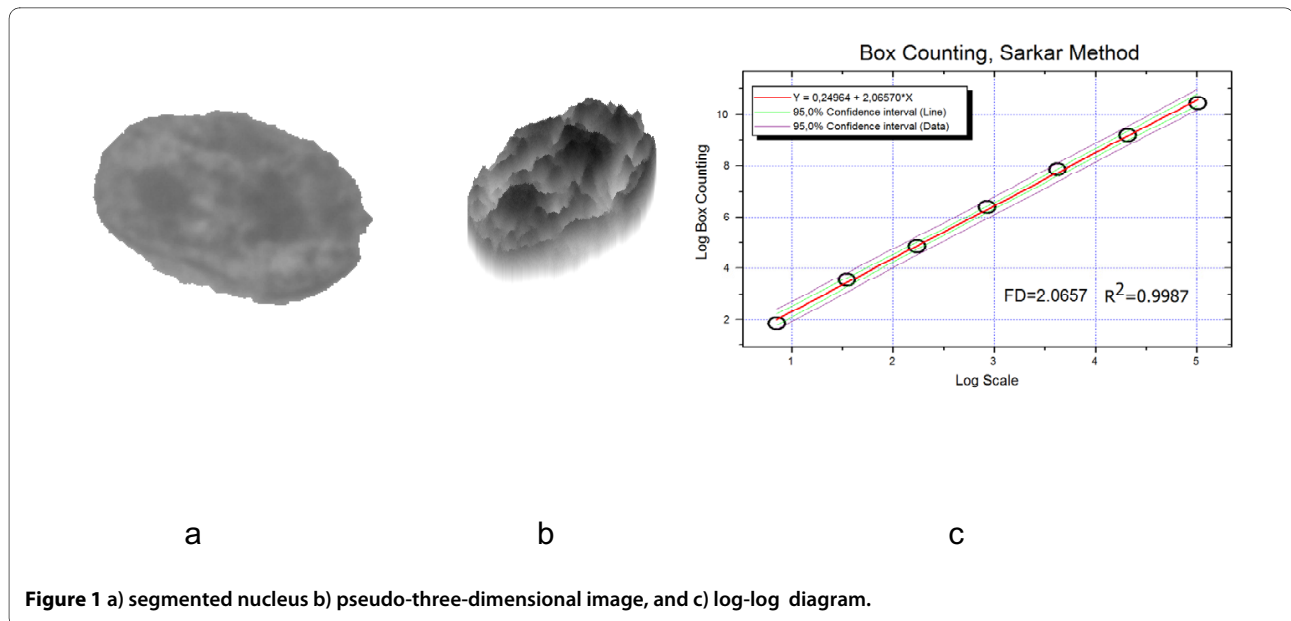 Box Counting, Sarkar Method
Y = 0,24964 + 2,06570*X
95,0% Confidence interval (Line)
95,0% Confidence interval (Data)
Log Box Counting
10
8
6
4
2
FD=2.0657 R²=0.9987
1 2 3 4 5
Log Scale
a b c
Figure 1 a) segmented nucleus b) pseudo-three-dimensional image, and c) log-log diagram.